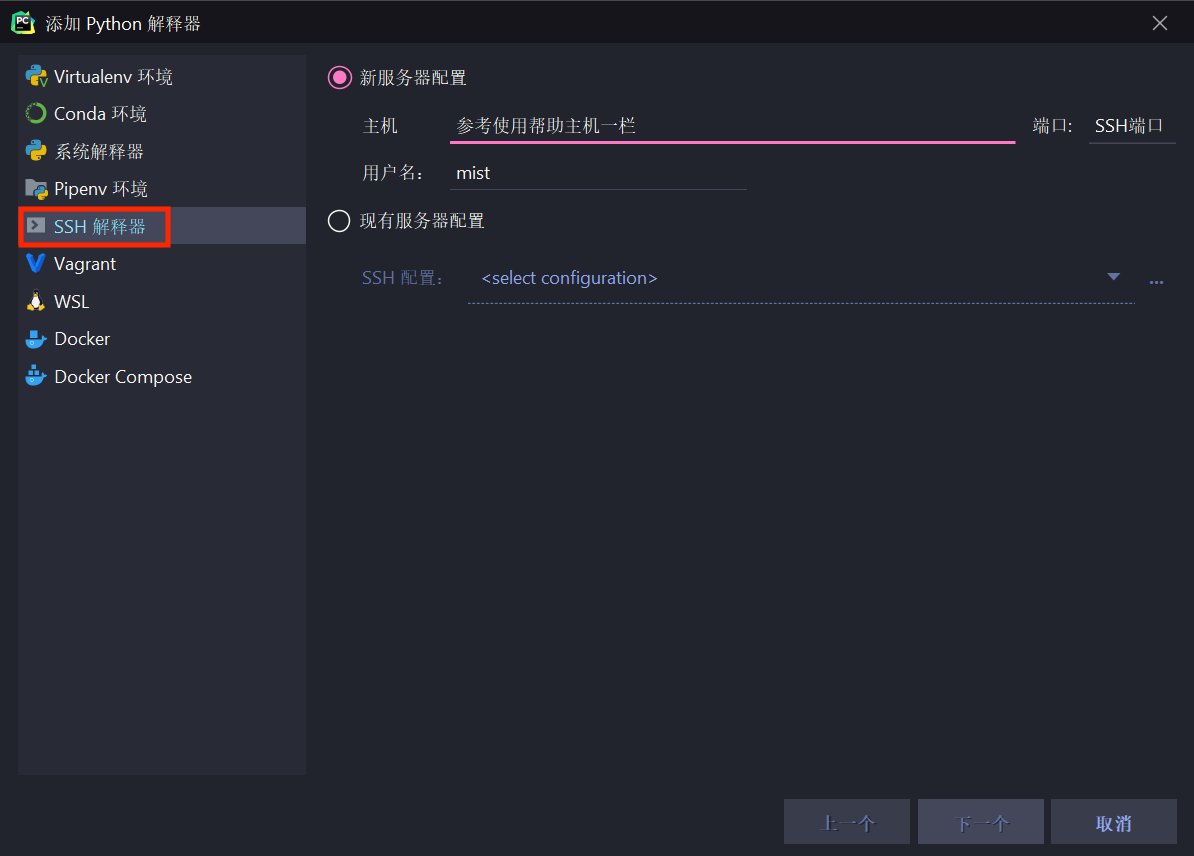 PC 添加 Python 解释器
Virtualenv 环境
Conda 环境
系统解释器
Pipenv 环境
SSH 解释器
Vagrant
WSL
Docker
Docker Compose
新服务器配置
主机 参考使用帮助主机一栏 端口: SSH端口
用户名: mist
现有服务器配置
SSH 配置: <select configuration> ...
上一个 下一个 取消